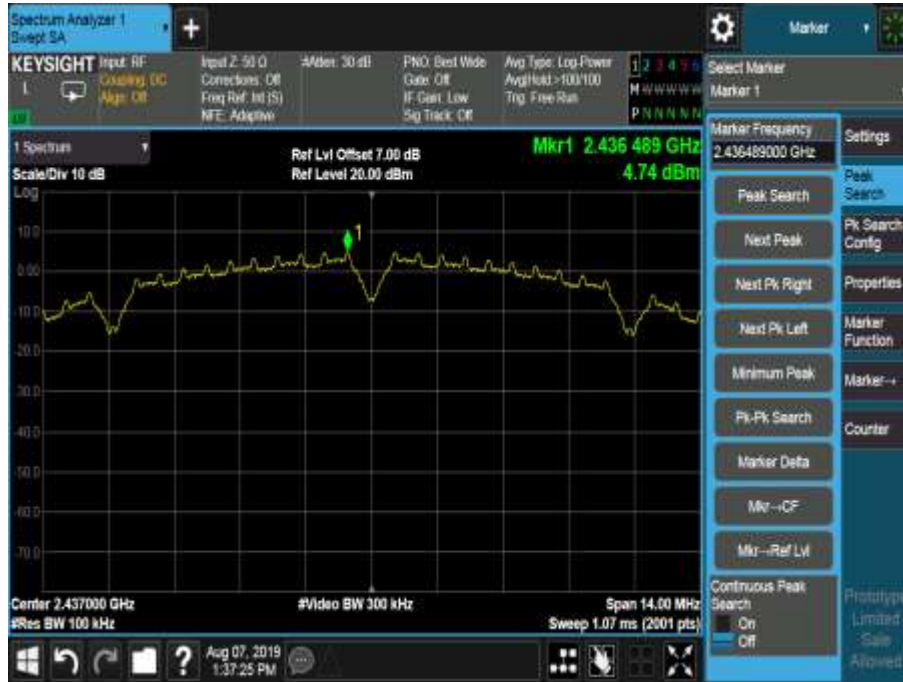 Spectrum Analyzer 1
Swept SA
+
Marker
KEYSIGHT
Input: RF
Coupling: DC
Align: Off
Input Z: 50 Ω
Corrections: Off
Freq Ref: Int (S)
NFE: Adaptive
#Atten: 30 dB
PNO: Best Wide
Gate: Off
IF Gain: Low
Sig Track: Off
Avg Type: Log-Power
Avg|Hold:>100/100
Trig: Free Run
1 2 3 4 5 6
M W W W W W
P N N N N N
L
Select Marker
Marker 1
1 Spectrum
Scale/Div 10 dB
Log
Ref Lvl Offset 7.00 dB
Ref Level 20.00 dBm
Mkr1 2.436 489 GHz
4.74 dBm
1
10.0
0.00
-10.0
-20.0
-30.0
-40.0
-50.0
-60.0
-70.0
Center 2.437000 GHz
#Res BW 100 kHz
#Video BW 300 kHz
Span 14.00 MHz
Sweep 1.07 ms (2001 pts)
Marker Frequency
2.436489000 GHz
Peak Search
Next Peak
Next Pk Right
Next Pk Left
Minimum Peak
Pk-Pk Search
Marker Delta
Mkr→CF
Mkr→Ref Lvl
Continuous Peak
Search
On
Off
Settings
Peak
Search
Pk Search
Config
Properties
Marker
Function
Marker→
Counter
Prototype
Limited
Sale
Allowed
?
Aug 07, 2019
1:37:25 PM